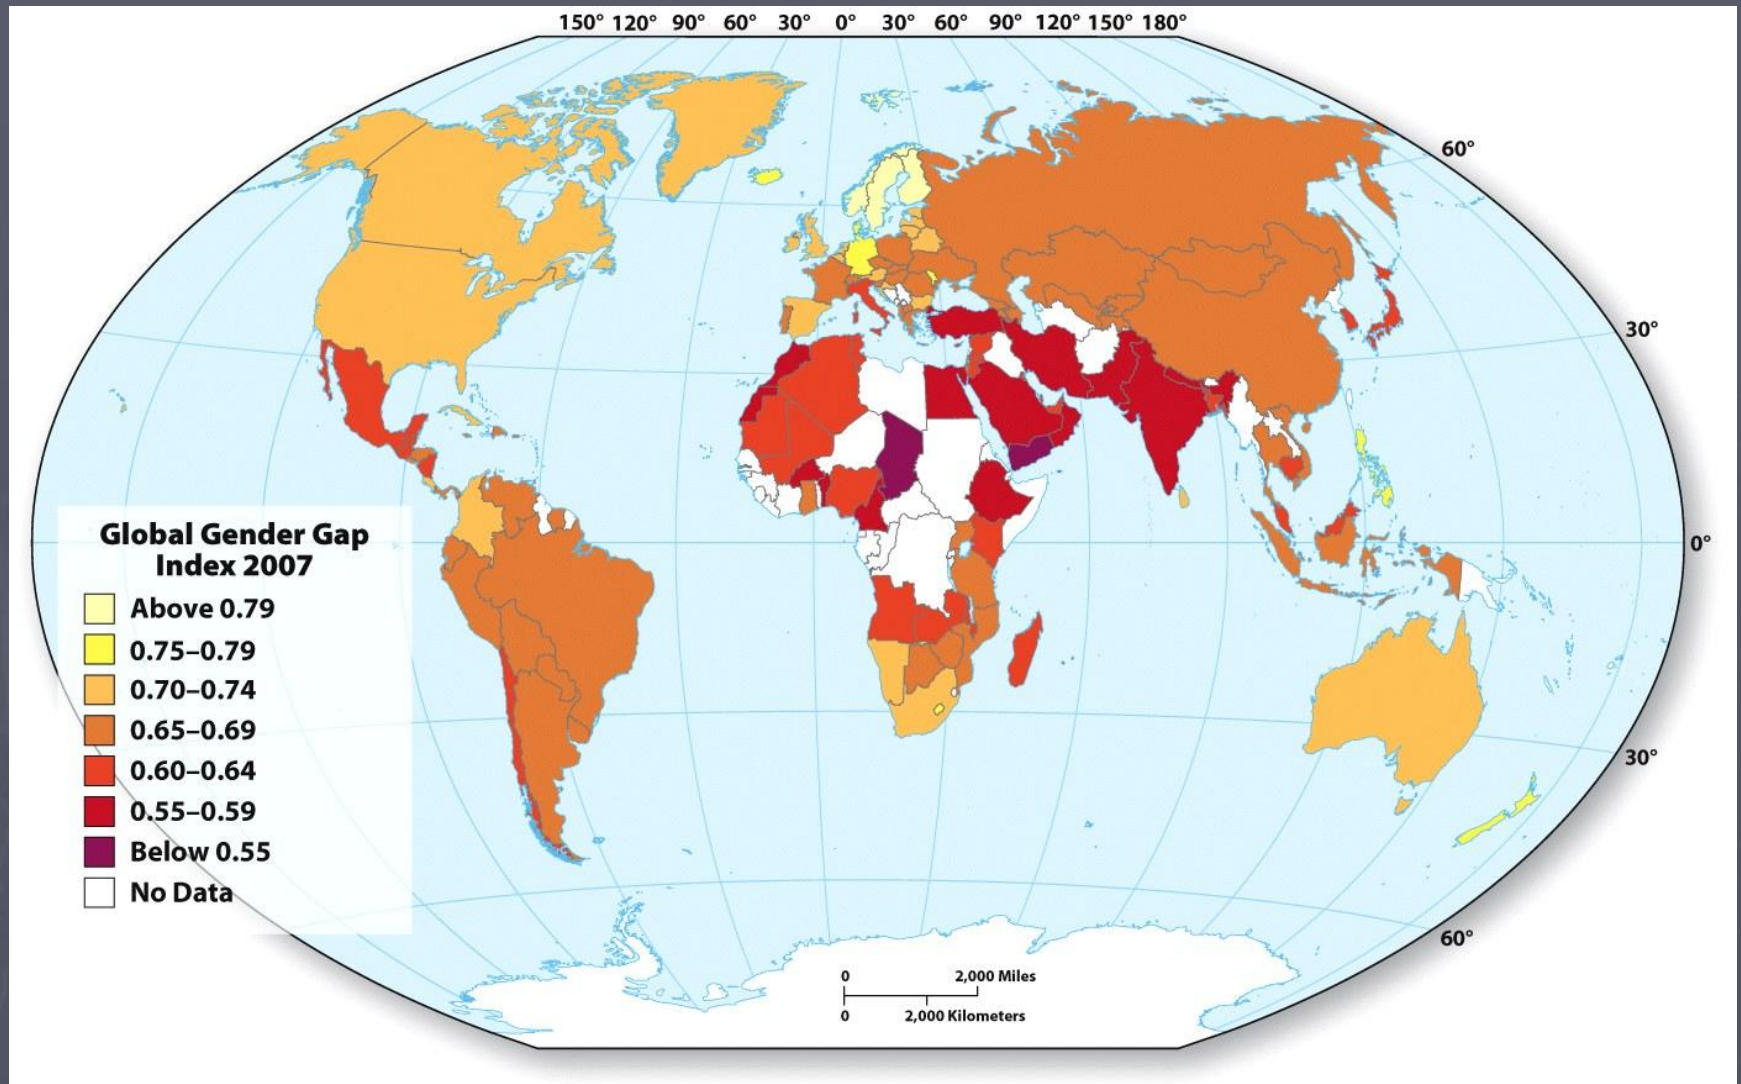 150° 120° 90° 60° 30° 0° 30° 60° 90° 120° 150° 180°
60°
30°
0°
30°
60°
Global Gender Gap
Index 2007
Above 0.79
0.75–0.79
0.70–0.74
0.65–0.69
0.60–0.64
0.55–0.59
Below 0.55
No Data
0 2,000 Miles
0 2,000 Kilometers